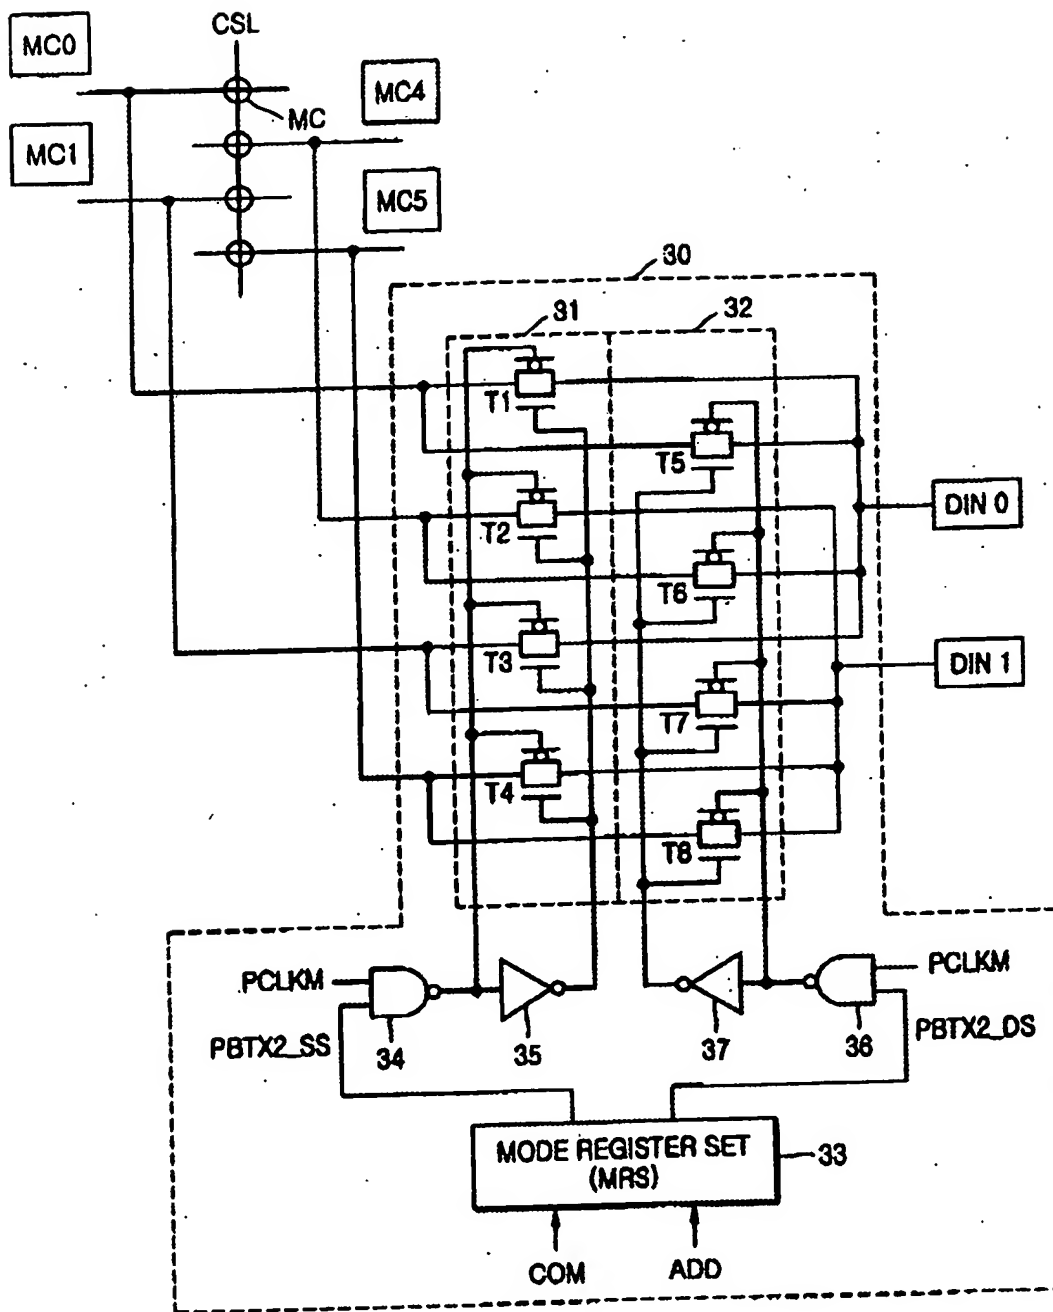 CSL
MC0
MC4
MC
MC1
MC5
30
31
32
T1
T5
T2
DIN 0
T6
T3
DIN 1
T7
T4
T8
PCLKM
PCLKM
PBTX2_SS
34
35
37
36
PBTX2_DS
MODE REGISTER SET
(MRS)
33
COM
ADD